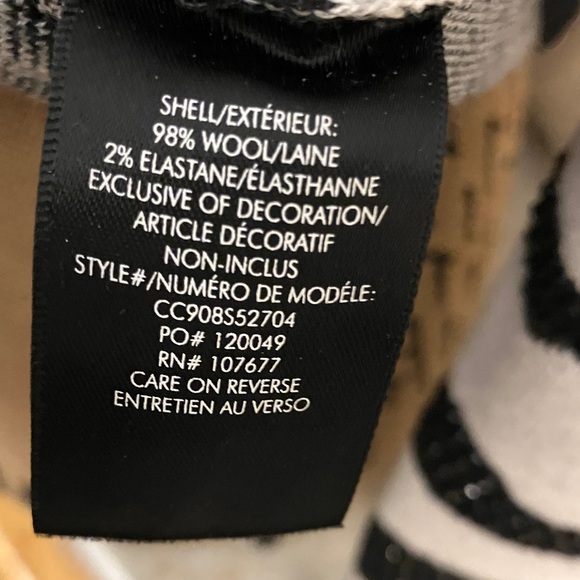 SHELL/EXTÉRIEUR:
98% WOOL/LAINE
2% ELASTANE/ÉLASTHANNE
EXCLUSIVE OF DECORATION/
ARTICLE DÉCORATIF
NON-INCLUS
STYLE#/NUMÉRO DE MODÉLE:
CC908S52704
PO# 120049
RN# 107677
CARE ON REVERSE
ENTRETIEN AU VERSO